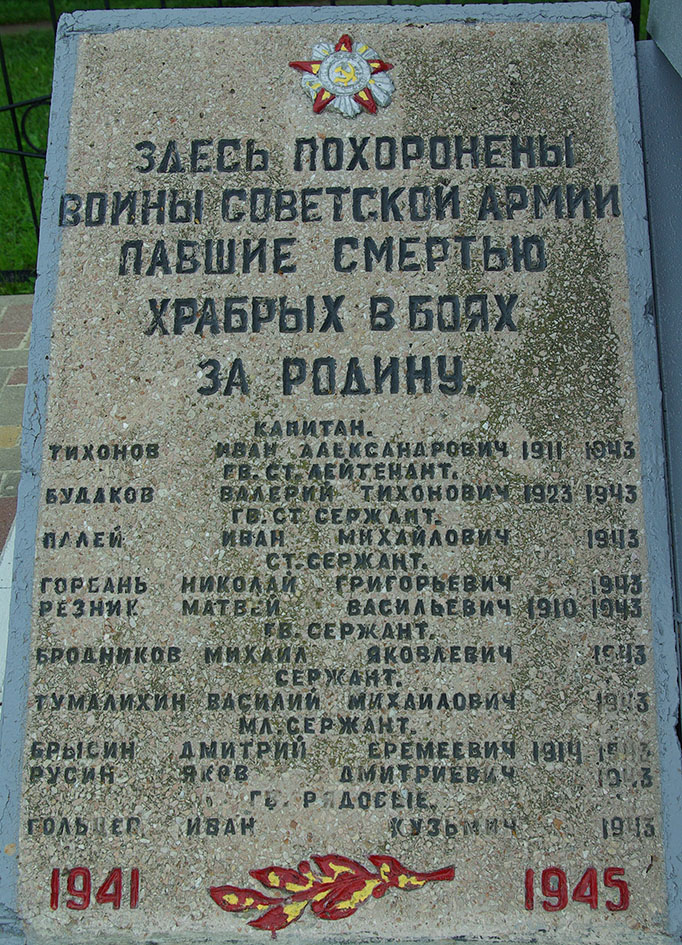 ЗДЕСЬ ПОХОРОНЕНЫ
ВОИНЫ СОВЕТСКОЙ АРМИИ
ПАВШИЕ СМЕРТЬЮ
ХРАБРЫХ В БОЯХ
ЗА РОДИНУ.
КАПИТАН.
ТИХОНОВ ИВАН АЛЕКСАНДРОВИЧ 1911 1943
ГВ. СТ. ЛЕЙТЕНАНТ.
БУДАКОВ ВАЛЕРИЙ ТИХОНОВИЧ 1923 1943
ГВ. СТ. СЕРЖАНТ.
ПАЛЕЙ ИВАН МИХАЙЛОВИЧ 1943
СТ. СЕРЖАНТ.
ГОРБАНЬ НИКОЛАЙ ГРИГОРЬЕВИЧ 1943
РЕЗНИК МАТВЕЙ ВАСИЛЬЕВИЧ 1910 1943
ГВ. СЕРЖАНТ.
БРОДНИКОВ МИХАИЛ ЯКОВЛЕВИЧ 1943
СЕРЖАНТ.
ТУМАЛИХИН ВАСИЛИЙ МИХАЙЛОВИЧ 1943
МЛ. СЕРЖАНТ.
БРЫСИН ДМИТРИЙ ЕРЕМЕЕВИЧ 1914 1943
РУСИН ЯКОВ ДМИТРИЕВИЧ 1943
ГВ. РЯДОВЫЕ.
ИВАН КУЗЬМИЧ 1943
1941 1945